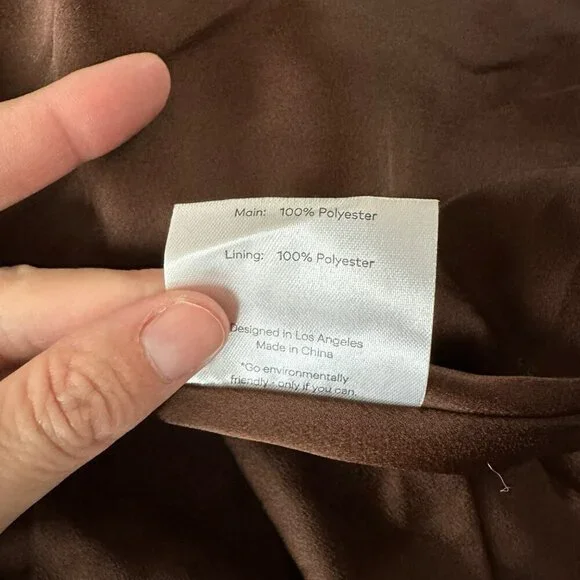 Main: 100% Polyester
Lining: 100% Polyester
Designed in Los Angeles
Made in China
*Go environmentally
friendly - only if you can.